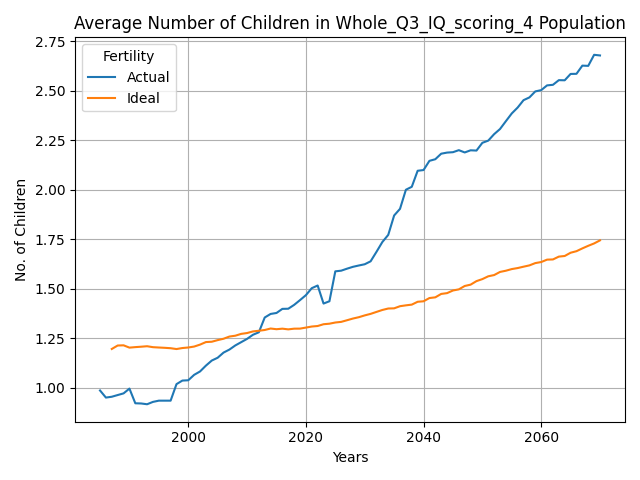 Average Number of Children in Whole_Q3_IQ_scoring_4 Population
Fertility
Actual
Ideal
No. of Children
2.75
2.50
2.25
2.00
1.75
1.50
1.25
1.00
2000
2020
2040
2060
Years